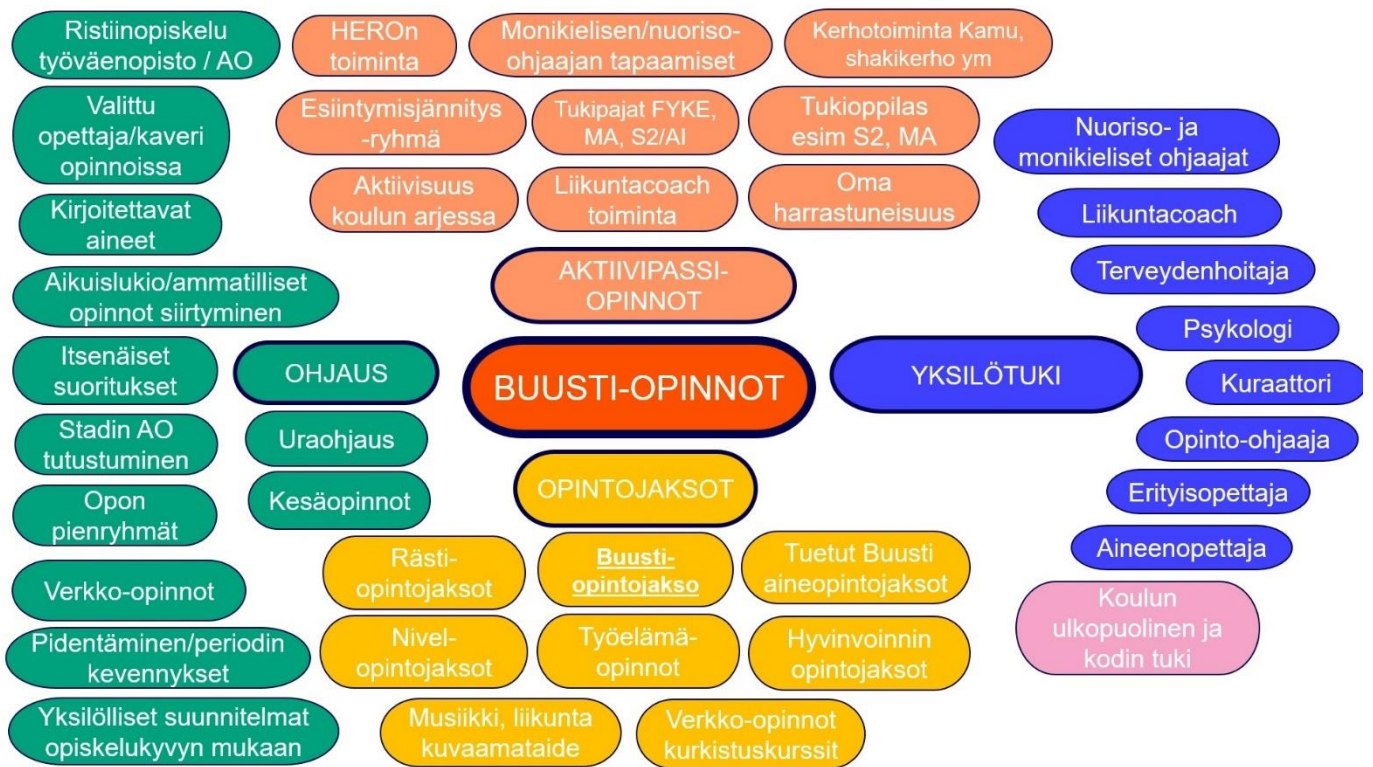 Ristiinopiskelu
työväenopisto / AO
Valittu
opettaja/kaveri
opinnoissa
Kirjoitettavat
aineet
Aikuislukio/ammatilliset
opinnot siirtyminen
Itsenäiset
suoritukset
Stadin AO
tutustuminen
Opon
pienryhmät
Verkko-opinnot
Pidentäminen/periodin
kevennykset
Yksilölliset suunnitelmat
opiskelukyvyn mukaan
OHJAUS
Uraohjaus
Kesäopinnot
HEROn
toiminta
Monikielisen/nuoriso-
ohjaajan tapaamiset
Kerhotoiminta Kamu,
shakikerho ym
Esiintymisjännitys
-ryhmä
Tukipajat FYKE,
MA, S2/AI
Tukioppilas
esim S2, MA
Aktiivisuus
koulun arjessa
Liikuntacoach
toiminta
Oma
harrastuneisuus
AKTIIVIPASSI-
OPINNOT
BUUSTI-OPINNOT
OPINTOJAKSOT
Rästi-
opintojaksot
Buusti-
opintojakso
Tuetut Buusti
aineopintojaksot
Nivel-
opintojaksot
Työelämä-
opinnot
Hyvinvoinnin
opintojaksot
Musiikki, liikunta
kuvaamataide
Verkko-opinnot
kurkistuskurssit
YKSILÖTUKI
Nuoriso- ja
monikieliset ohjaajat
Liikuntacoach
Terveydenhoitaja
Psykologi
Kuraattori
Opinto-ohjaaja
Erityisopettaja
Aineenopettaja
Koulun
ulkopuolinen ja
kodin tuki